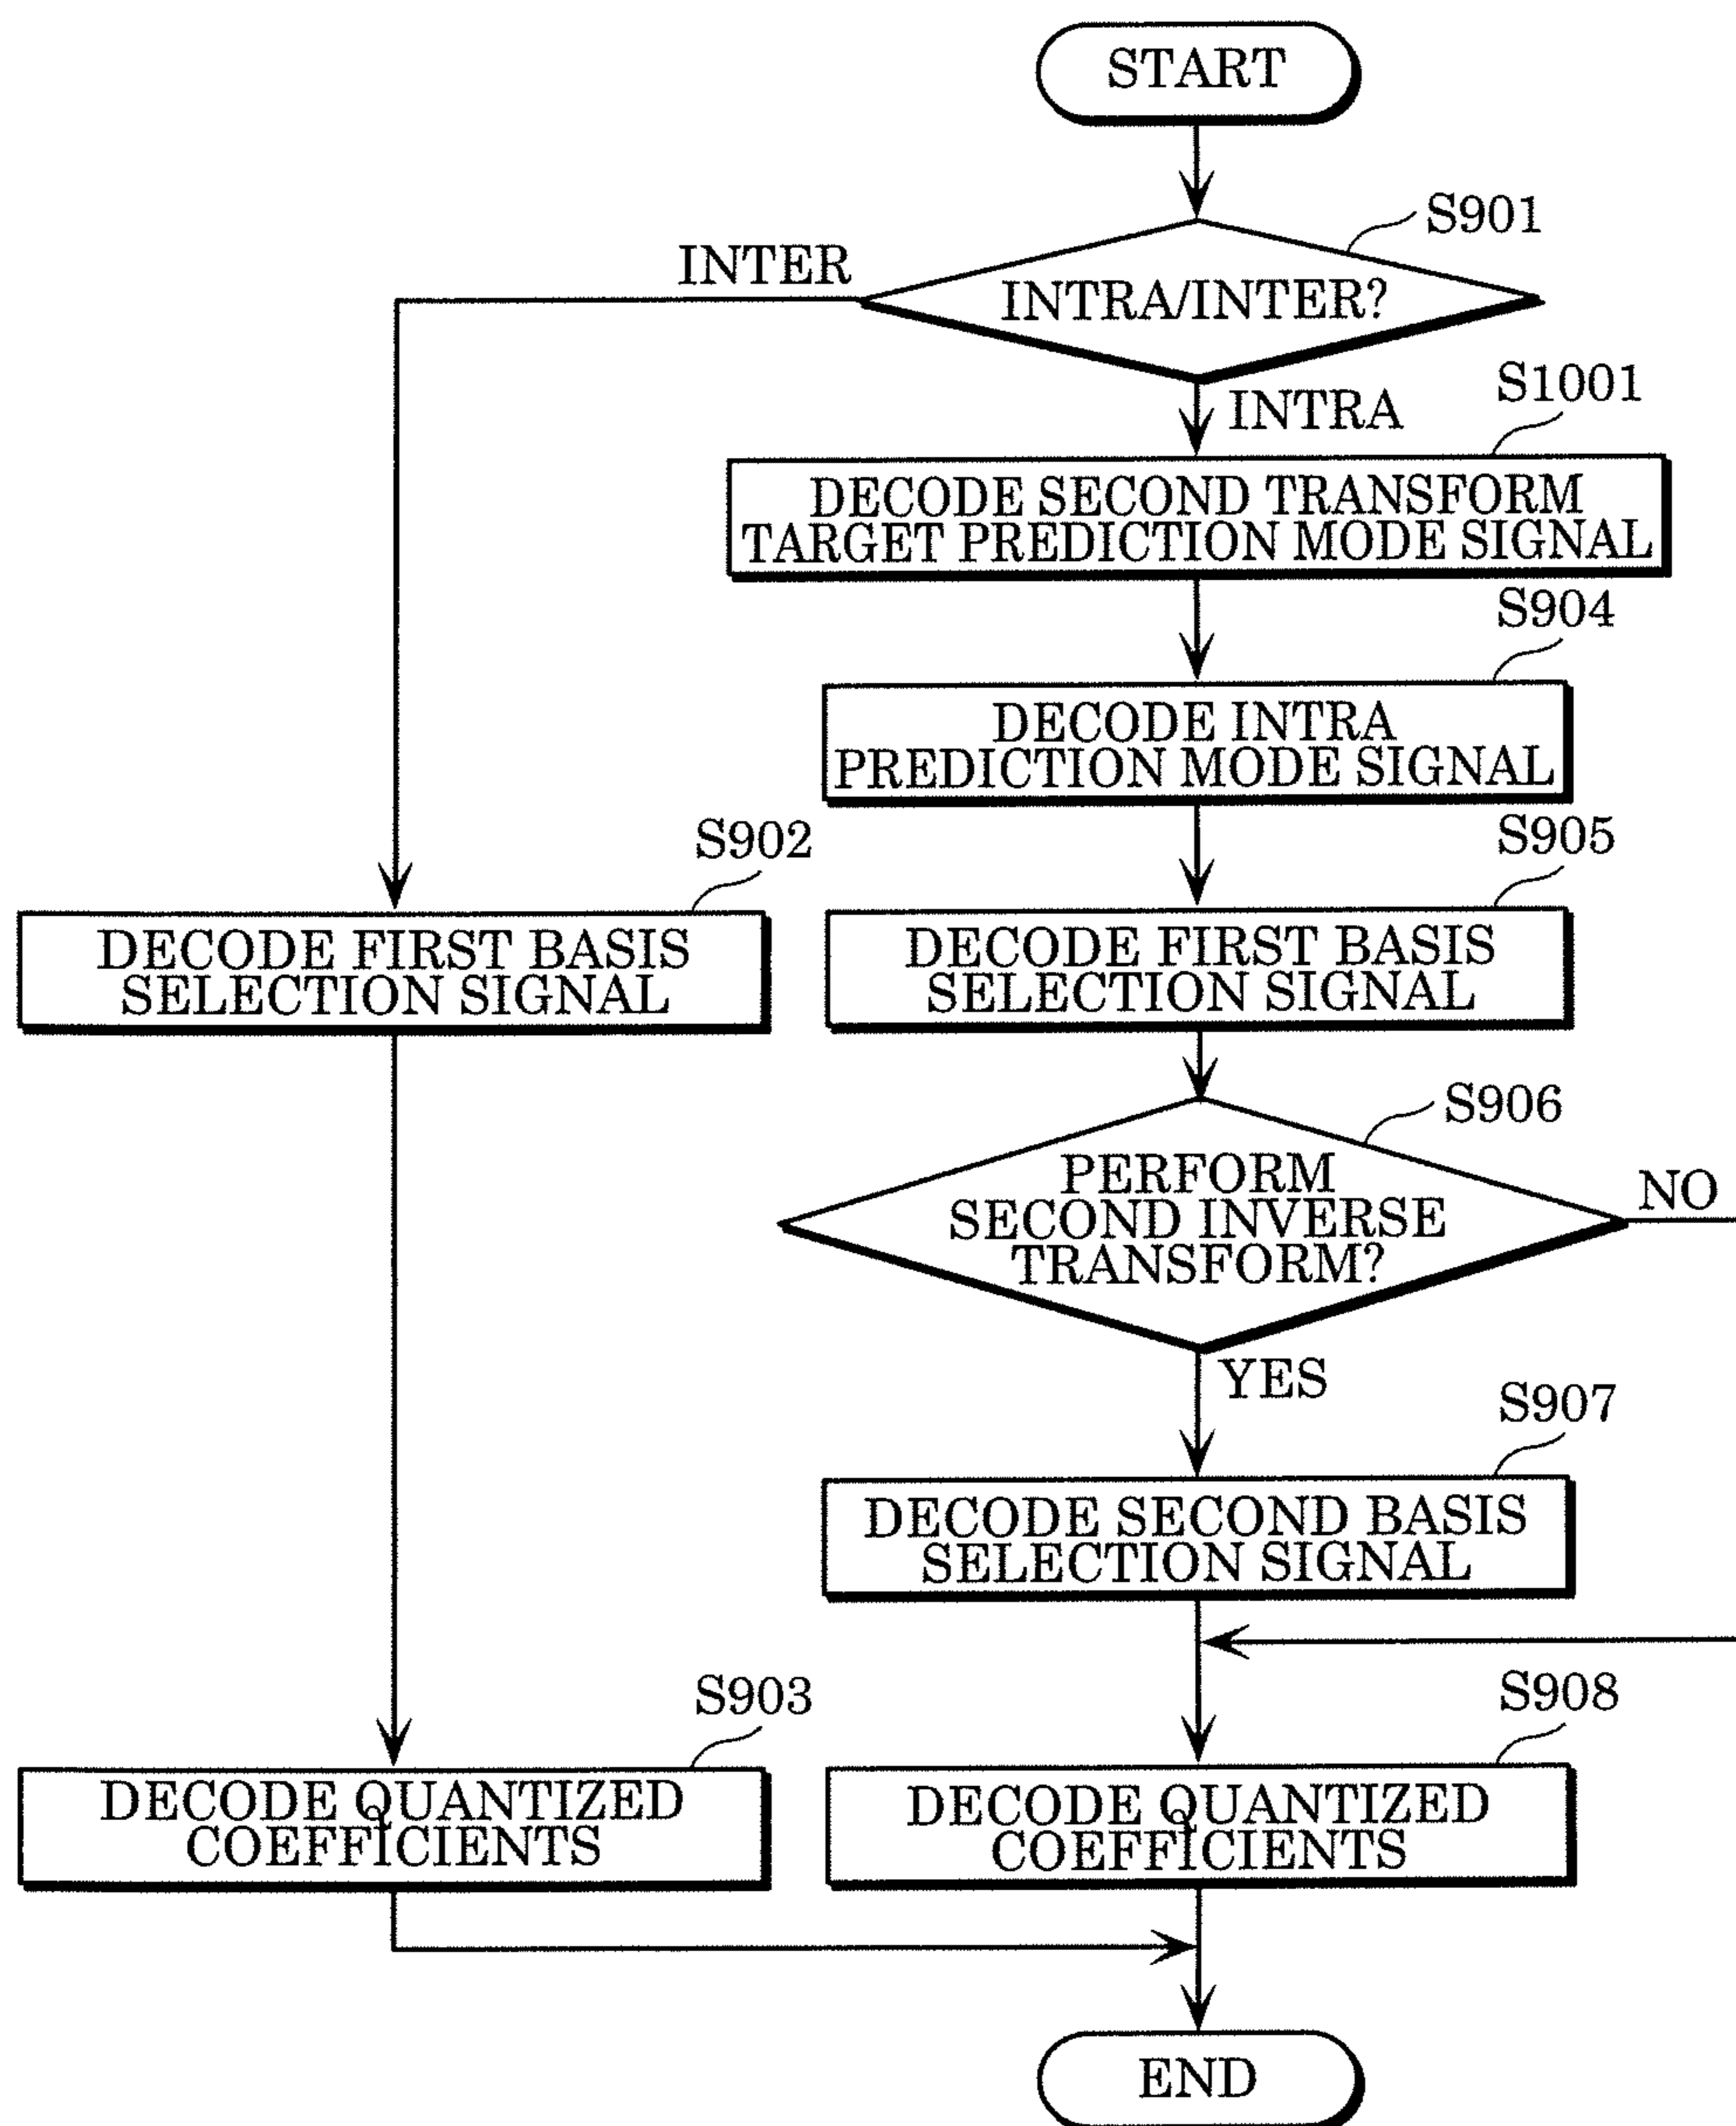 START
S901
INTER
INTRA/INTER?
S1001
INTRA
DECODE SECOND TRANSFORM
TARGET PREDICTION MODE SIGNAL
S904
DECODE INTRA
PREDICTION MODE SIGNAL
S902
S905
DECODE FIRST BASIS
SELECTION SIGNAL
DECODE FIRST BASIS
SELECTION SIGNAL
S906
PERFORM
SECOND INVERSE
TRANSFORM?
NO
YES
S907
DECODE SECOND BASIS
SELECTION SIGNAL
S903
S908
DECODE QUANTIZED
COEFFICIENTS
DECODE QUANTIZED
COEFFICIENTS
END